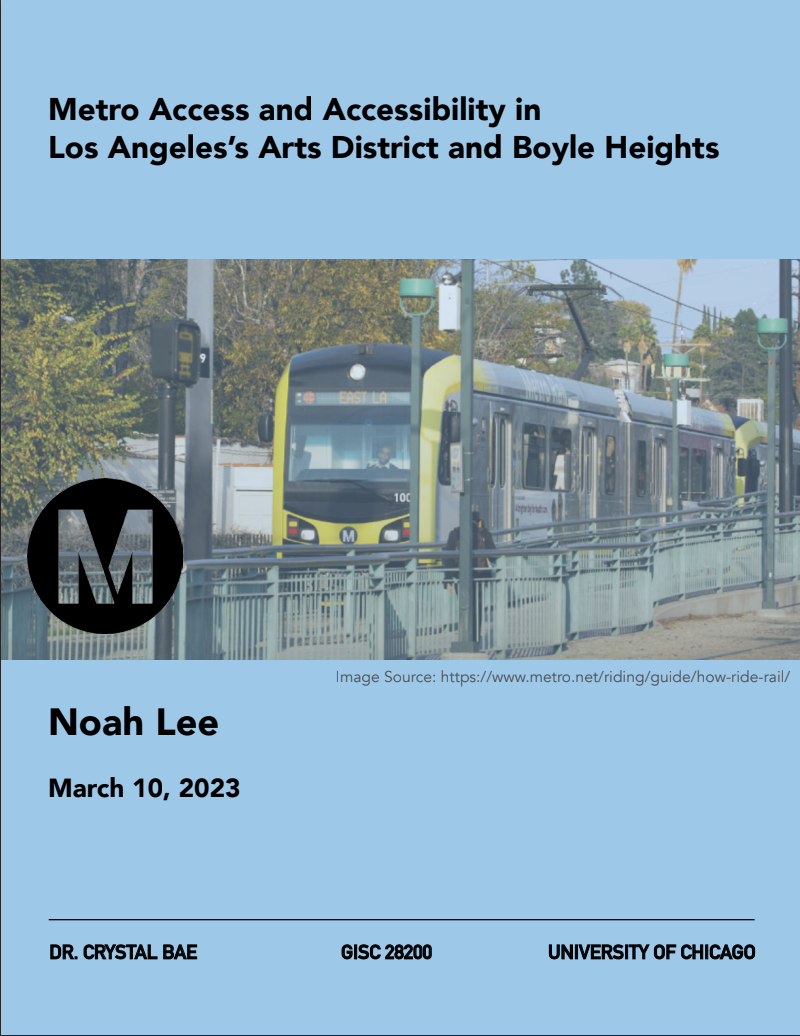 Metro Access and Accessibility in
Los Angeles’s Arts District and Boyle Heights
9
EAST LA
100
M
M
Image Source: https://www.metro.net/riding/guide/how-ride-rail/
Noah Lee
March 10, 2023
DR. CRYSTAL BAE GISC 28200 UNIVERSITY OF CHICAGO